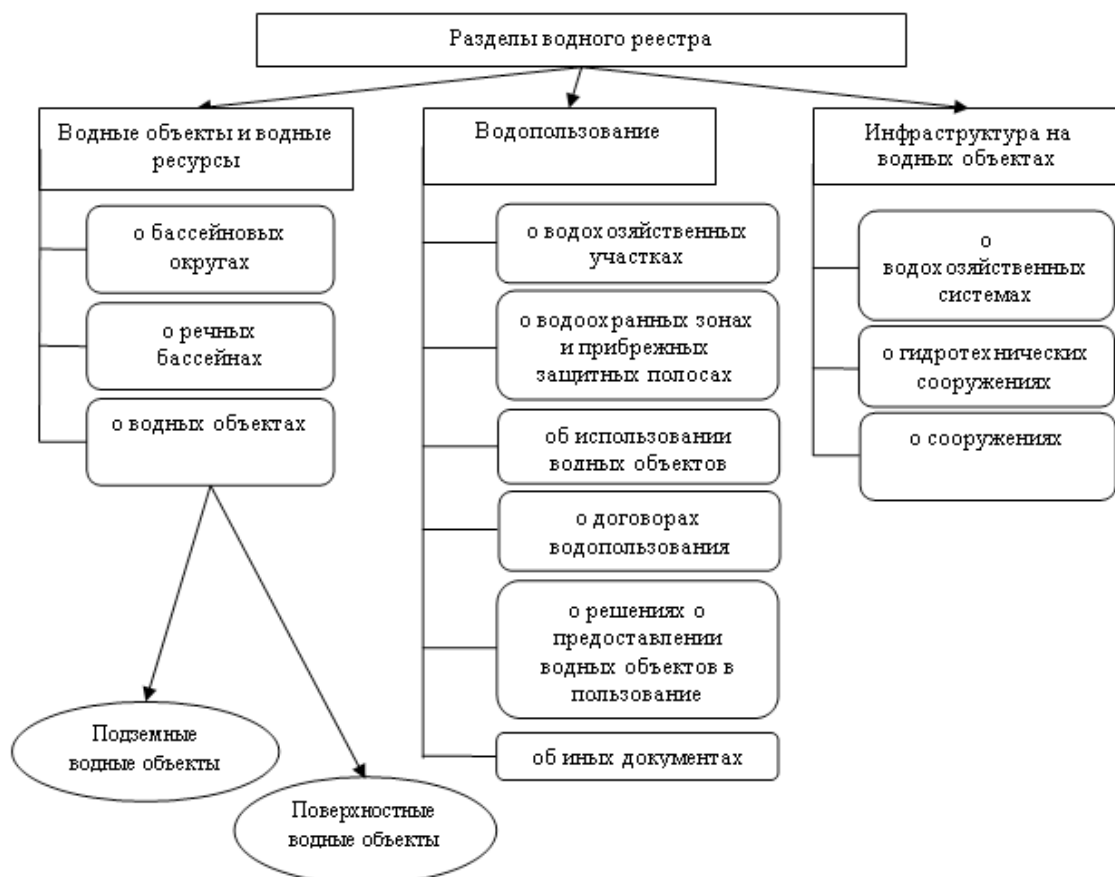 Разделы водного реестра
Водные объекты и водные
ресурсы
о бассейновых
округах
о речных
бассейнах
о водных объектах
Подземные
водные объекты
Поверхностные
водные объекты
Водопользование
о водохозяйственных
участках
о водоохранных зонах
и прибрежных
защитных полосах
об использовании
водных объектов
о договорах
водопользования
о решениях о
предоставлении
водных объектов в
пользование
об иных документах
Инфраструктура на
водных объектах
о
водохозяйственных
системах
о гидротехнических
сооружениях
о сооружениях